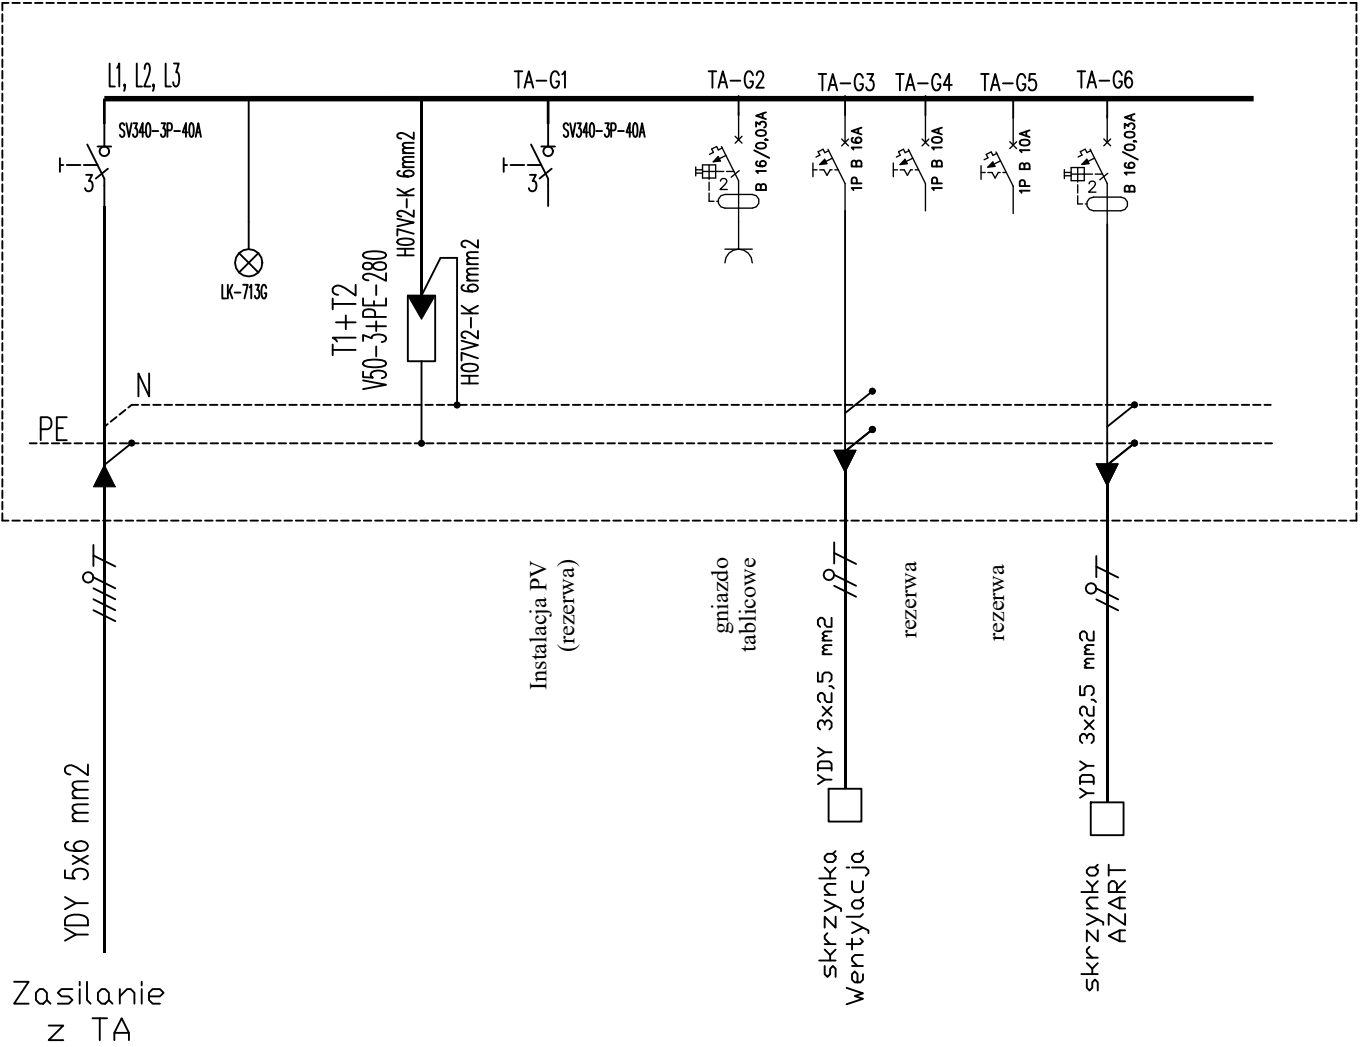 L1, L2, L3
TA-G1
TA-G2
TA-G3
TA-G4
TA-G5
TA-G6
SV340-3P-40A
3
LK-713G
H07V2-K 6mm2
T1+T2
V50-3+PE-280
H07V2-K 6mm2
SV340-3P-40A
3
B 16/0,03A
2
1P B 16A
1P B 10A
1P B 10A
B 16/0,03A
2
N
PE
Instalacja PV
(rezerwa)
gniazdo
tablicowe
YDY 3x2,5 mm2
rezerwa
rezerwa
YDY 3x2,5 mm2
YDY 5x6 mm2
skrzynka
Wentylacja
skrzynka
AZART
Zasilanie
z TA